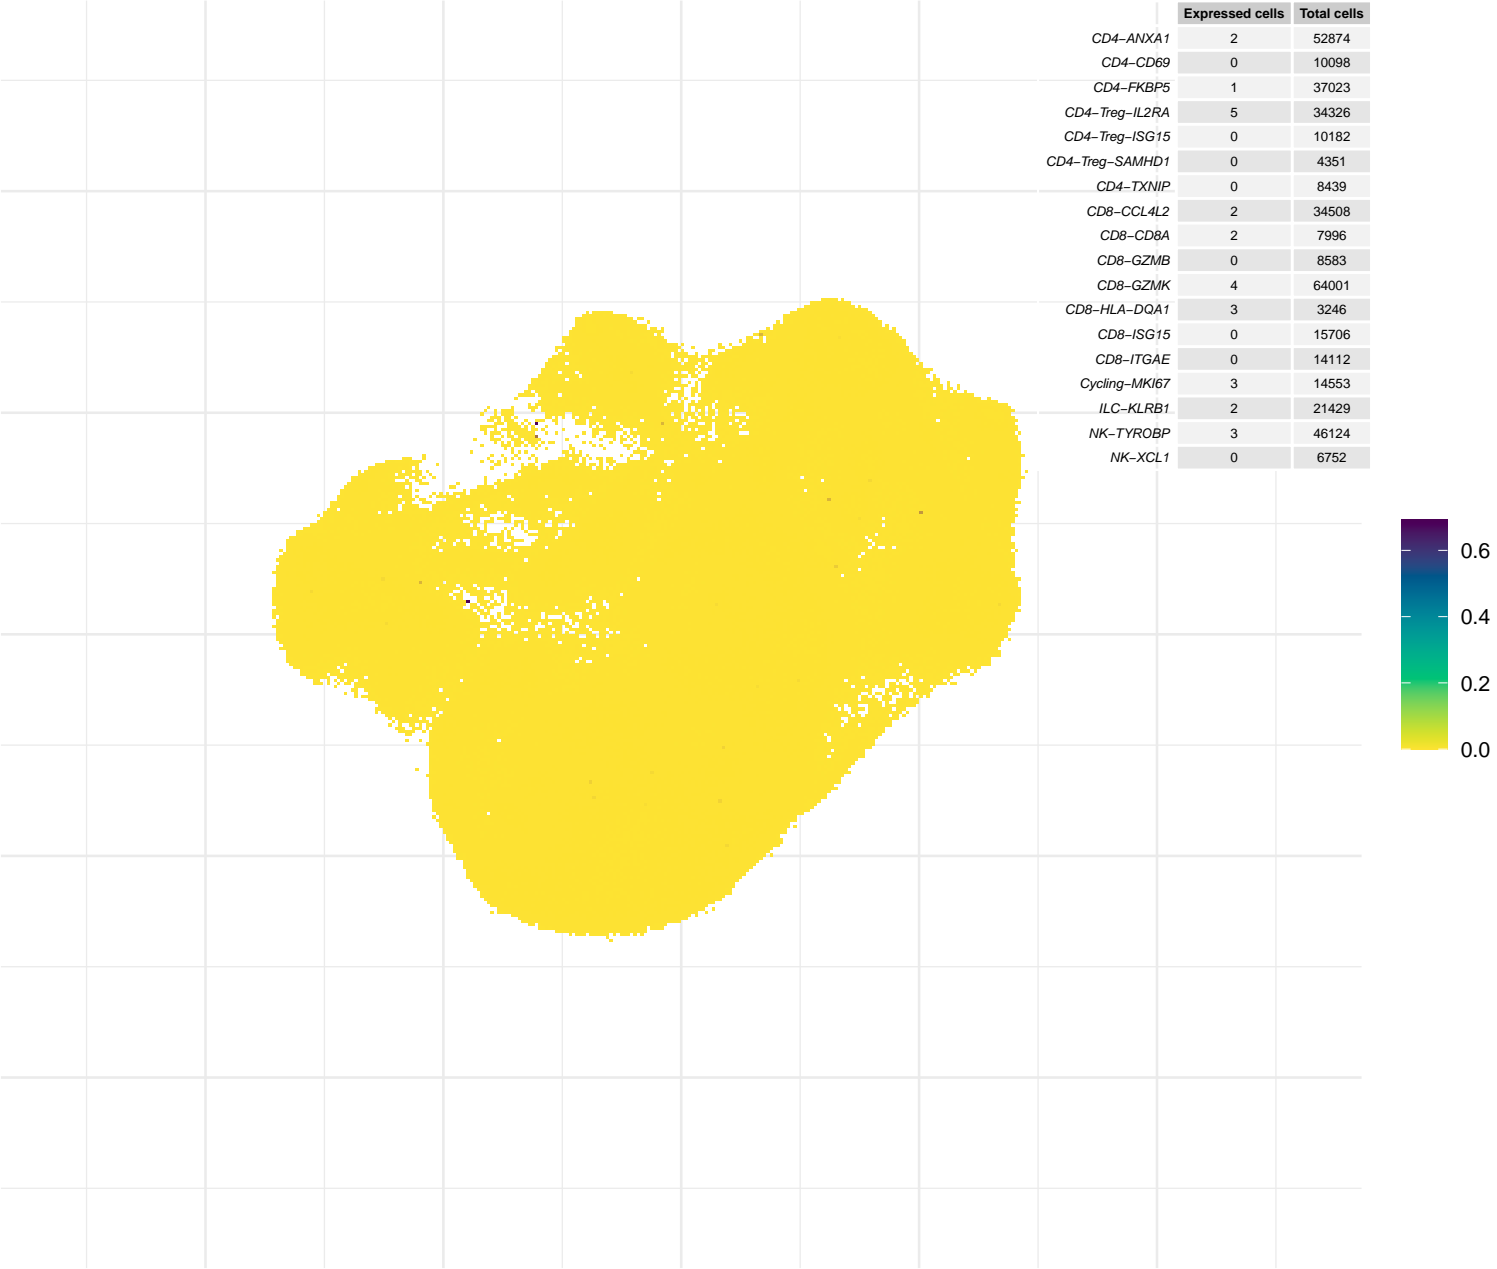 Expressed cells Total cells
CD4−ANXA1 2 52874
CD4−CD69 0 10098
CD4−FKBP5 1 37023
CD4−Treg−IL2RA 5 34326
CD4−Treg−ISG15 0 10182
CD4−Treg−SAMHD1 0 4351
CD4−TXNIP 0 8439
CD8−CCL4L2 2 34508
CD8−CD8A 2 7996
CD8−GZMB 0 8583
CD8−GZMK 4 64001
CD8−HLA−DQA1 3 3246
CD8−ISG15 0 15706
CD8−ITGAE 0 14112
Cycling−MKI67 3 14553
ILC−KLRB1 2 21429
NK−TYROBP 3 46124
NK−XCL1 0 6752
0.6
0.4
0.2
0.0